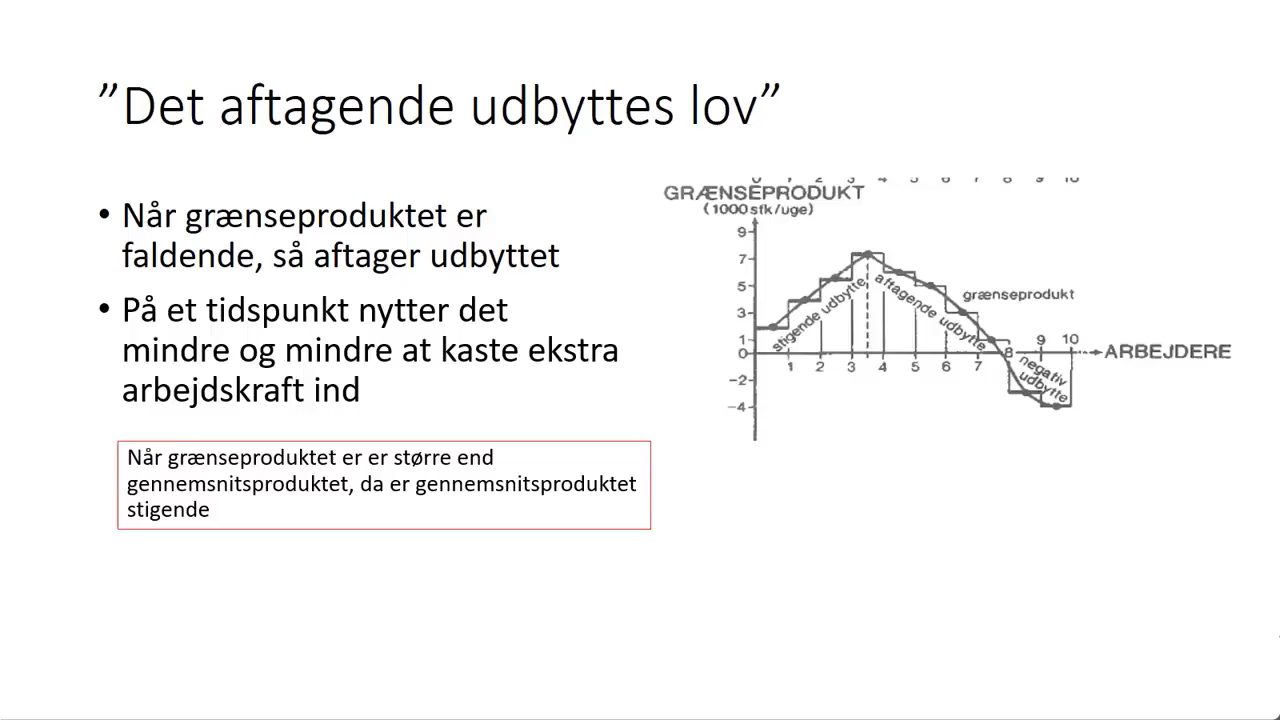 ”Det aftagende udbyttes lov”
• Når grænseproduktet er
faldende, så aftager udbyttet
• På et tidspunkt nytter det
mindre og mindre at kaste ekstra
arbejdskraft ind
Når grænseproduktet er er større end
gennemsnitsproduktet, da er gennemsnitsproduktet
stigende
GRÆNSEPRODUKT
(1000 stk/uge)
9
7
5
3
1
0
-2
-4
stigende udbytte
aftagende udbytte
grænseprodukt
negativ
udbytte
1 2 3 4 5 6 7 8 9 10
ARBEJDERE